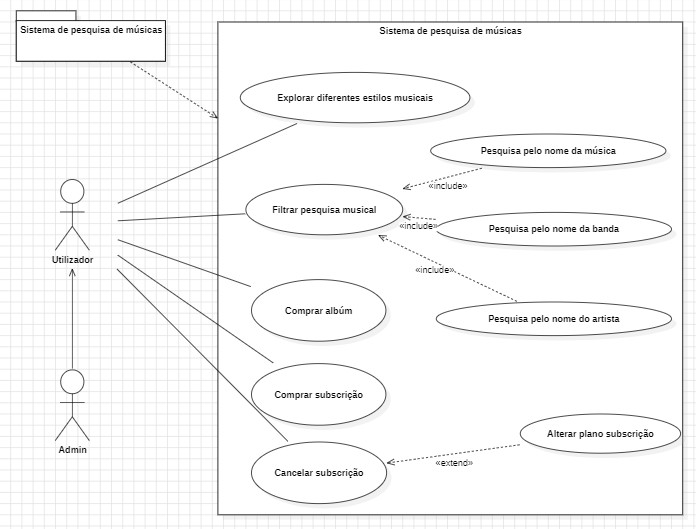 Sistema de pesquisa de músicas
Sistema de pesquisa de músicas
Explorar diferentes estilos musicais
Pesquisa pelo nome da música
«include»
Filtrar pesquisa musical
«include»
Pesquisa pelo nome da banda
Utilizador
«include»
Comprar albúm
Pesquisa pelo nome do artista
Comprar subscrição
Alterar plano subscrição
Admin
«extend»
Cancelar subscrição